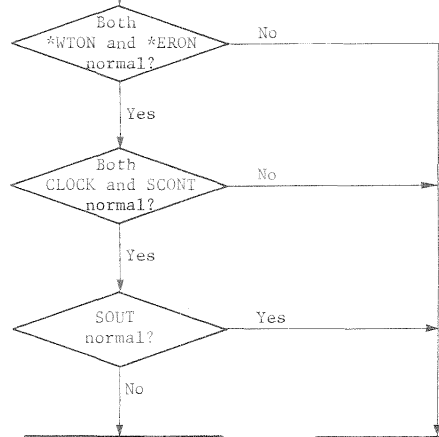 Both
*WTON and *ERON
normal?
No
Yes
Both
CLOCK and SCONT
normal?
No
Yes
SOUT
normal?
Yes
No